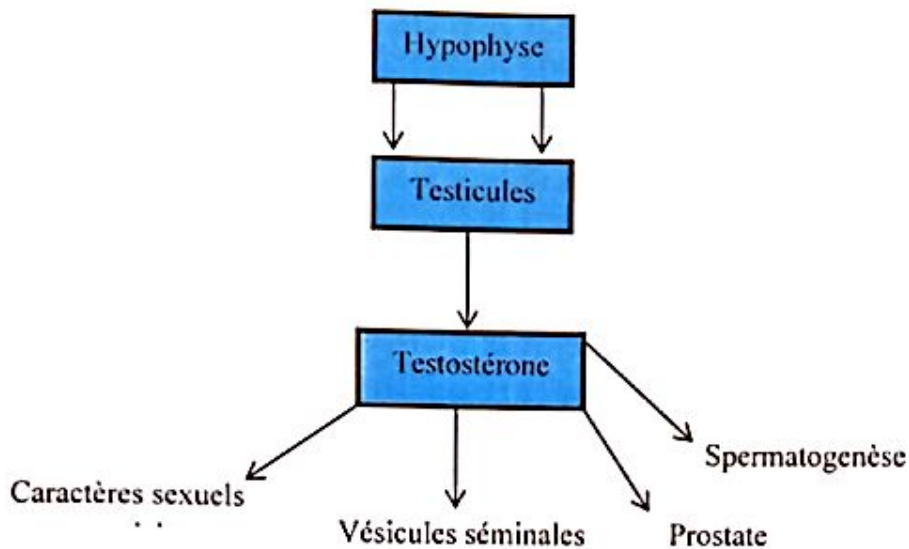 Hypophyse
Testicules
Testostérone
Spermatogenèse
Caractères sexuels
Vésicules séminales
Prostate